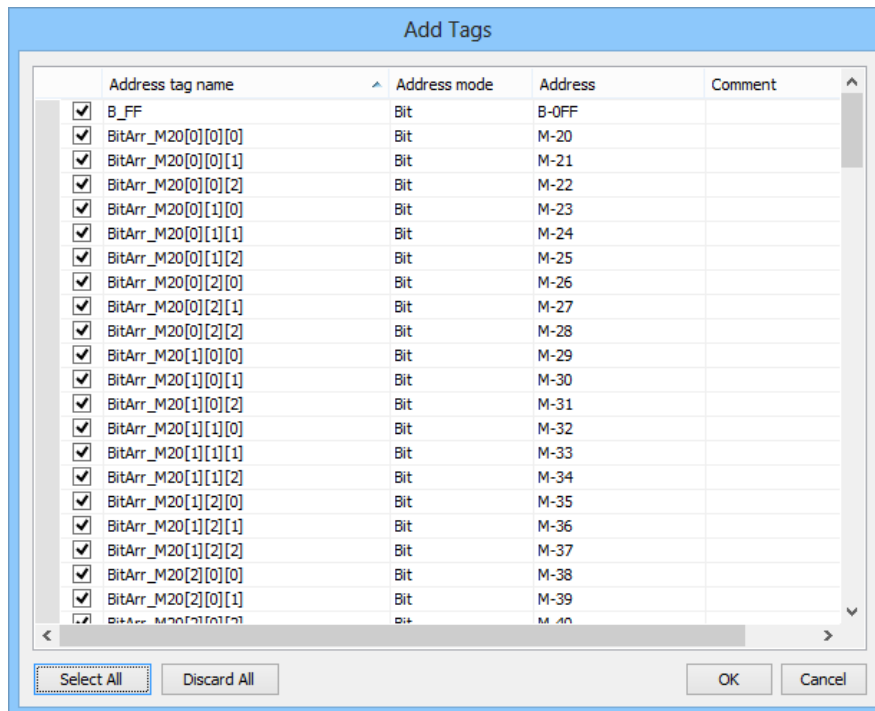 Add Tags
Address tag name Address mode Address Comment
B_FF Bit B-0FF
BitArr_M20[0][0][0] Bit M-20
BitArr_M20[0][0][1] Bit M-21
BitArr_M20[0][0][2] Bit M-22
BitArr_M20[0][1][0] Bit M-23
BitArr_M20[0][1][1] Bit M-24
BitArr_M20[0][1][2] Bit M-25
BitArr_M20[0][2][0] Bit M-26
BitArr_M20[0][2][1] Bit M-27
BitArr_M20[0][2][2] Bit M-28
BitArr_M20[1][0][0] Bit M-29
BitArr_M20[1][0][1] Bit M-30
BitArr_M20[1][0][2] Bit M-31
BitArr_M20[1][1][0] Bit M-32
BitArr_M20[1][1][1] Bit M-33
BitArr_M20[1][1][2] Bit M-34
BitArr_M20[1][2][0] Bit M-35
BitArr_M20[1][2][1] Bit M-36
BitArr_M20[1][2][2] Bit M-37
BitArr_M20[2][0][0] Bit M-38
BitArr_M20[2][0][1] Bit M-39
BitArr_M20[2][0][2] Bit M-40
Select All Discard All OK Cancel